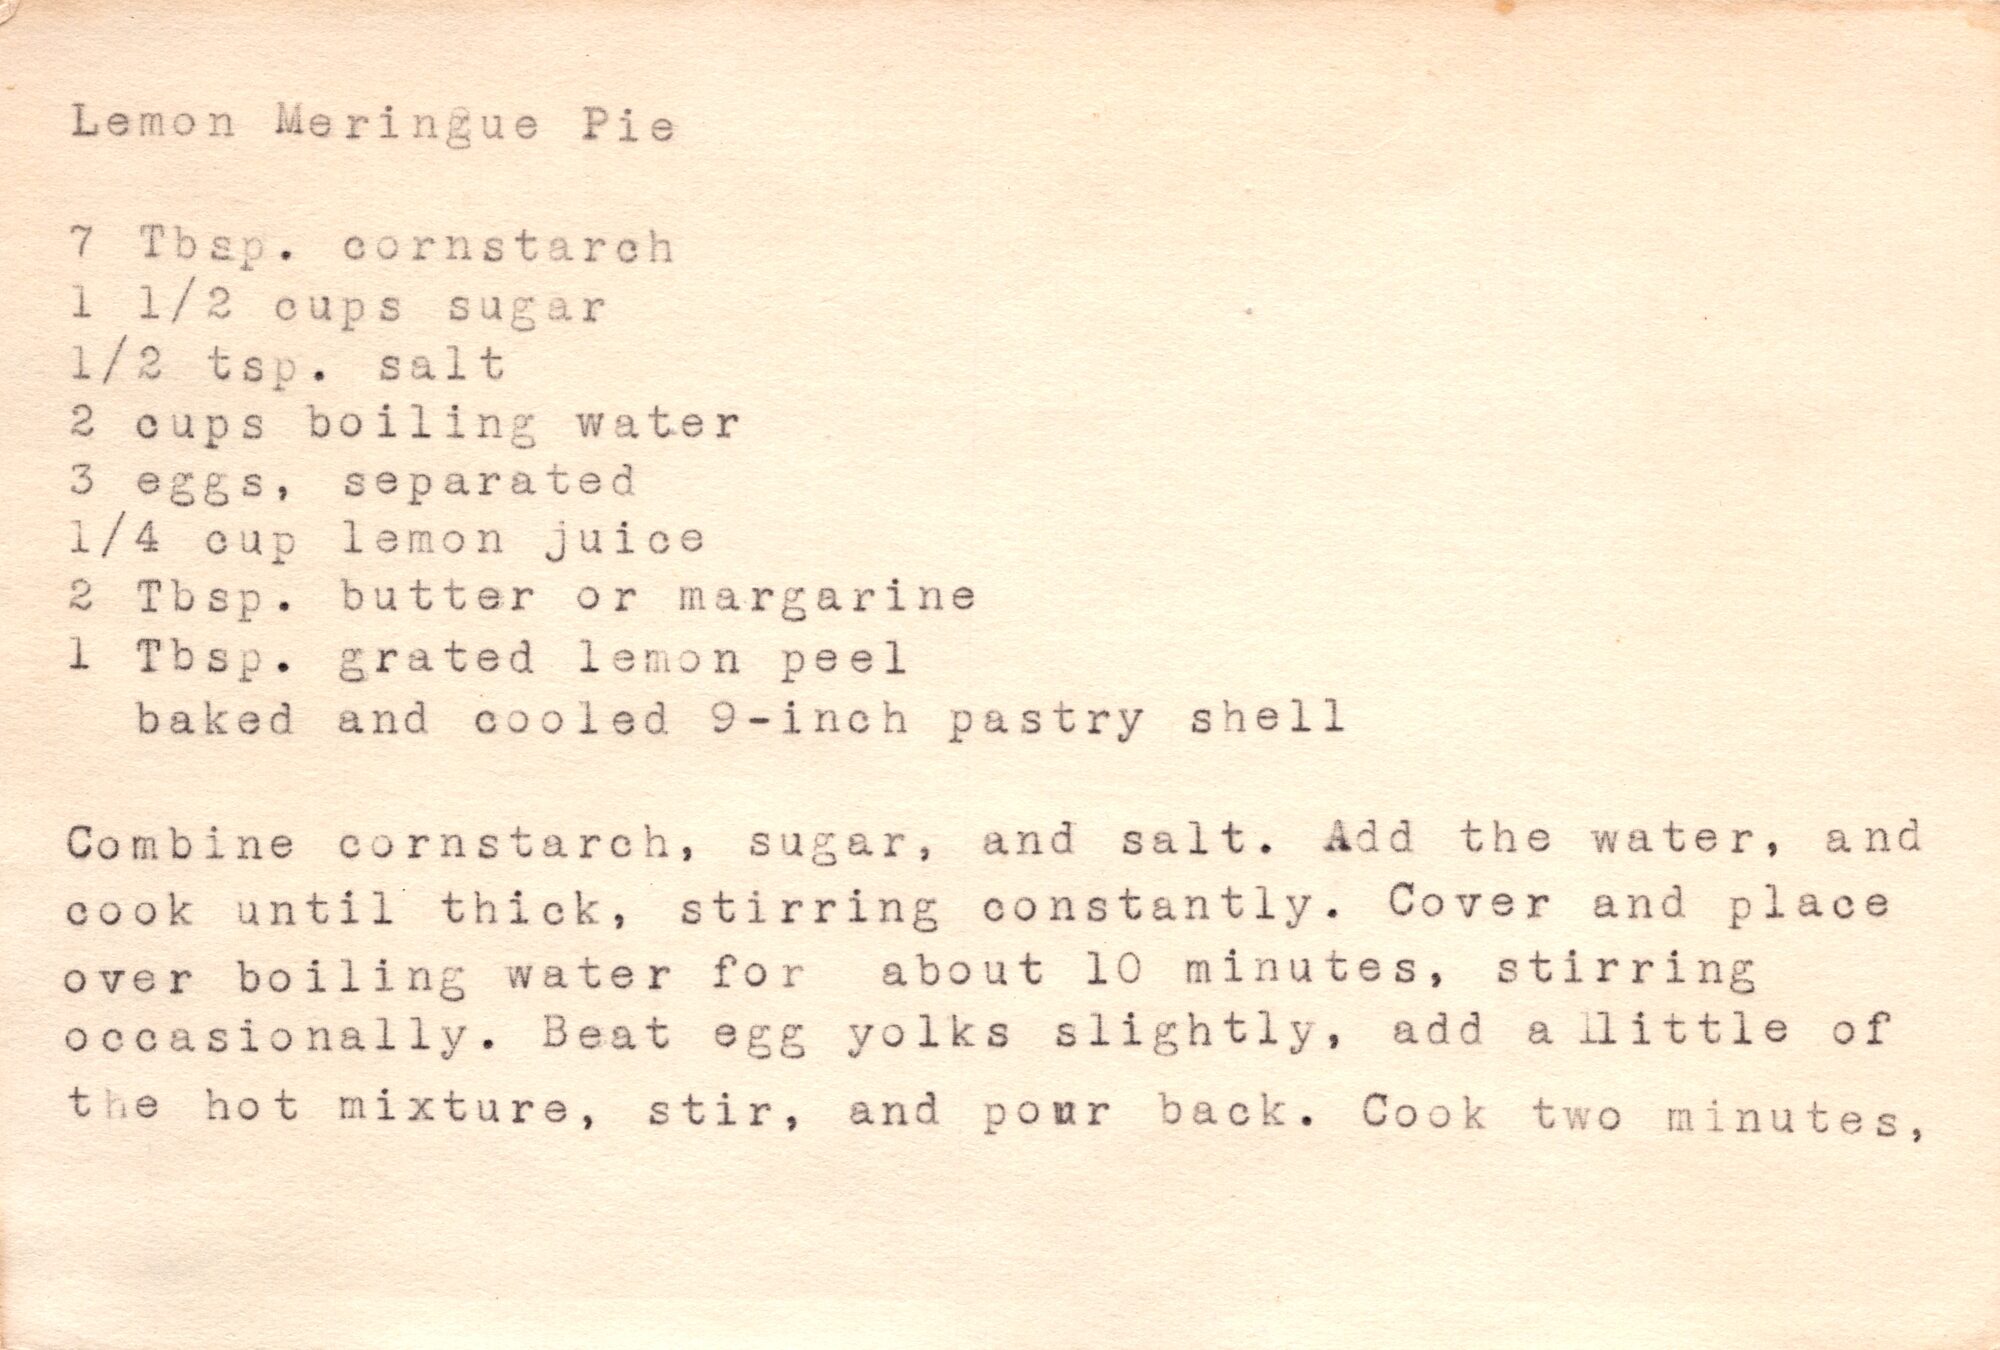 Lemon Meringue Pie
7 Tbsp. cornstarch
1 1/2 cups sugar
1/2 tsp. salt
2 cups boiling water
3 eggs, separated
1/4 cup lemon juice
2 Tbsp. butter or margarine
1 Tbsp. grated lemon peel
baked and cooled 9-inch pastry shell
Combine cornstarch, sugar, and salt. Add the water, and
cook until thick, stirring constantly. Cover and place
over boiling water for about 10 minutes, stirring
occasionally. Beat egg yolks slightly, add a llittle of
the hot mixture, stir, and pour back. Cook two minutes,